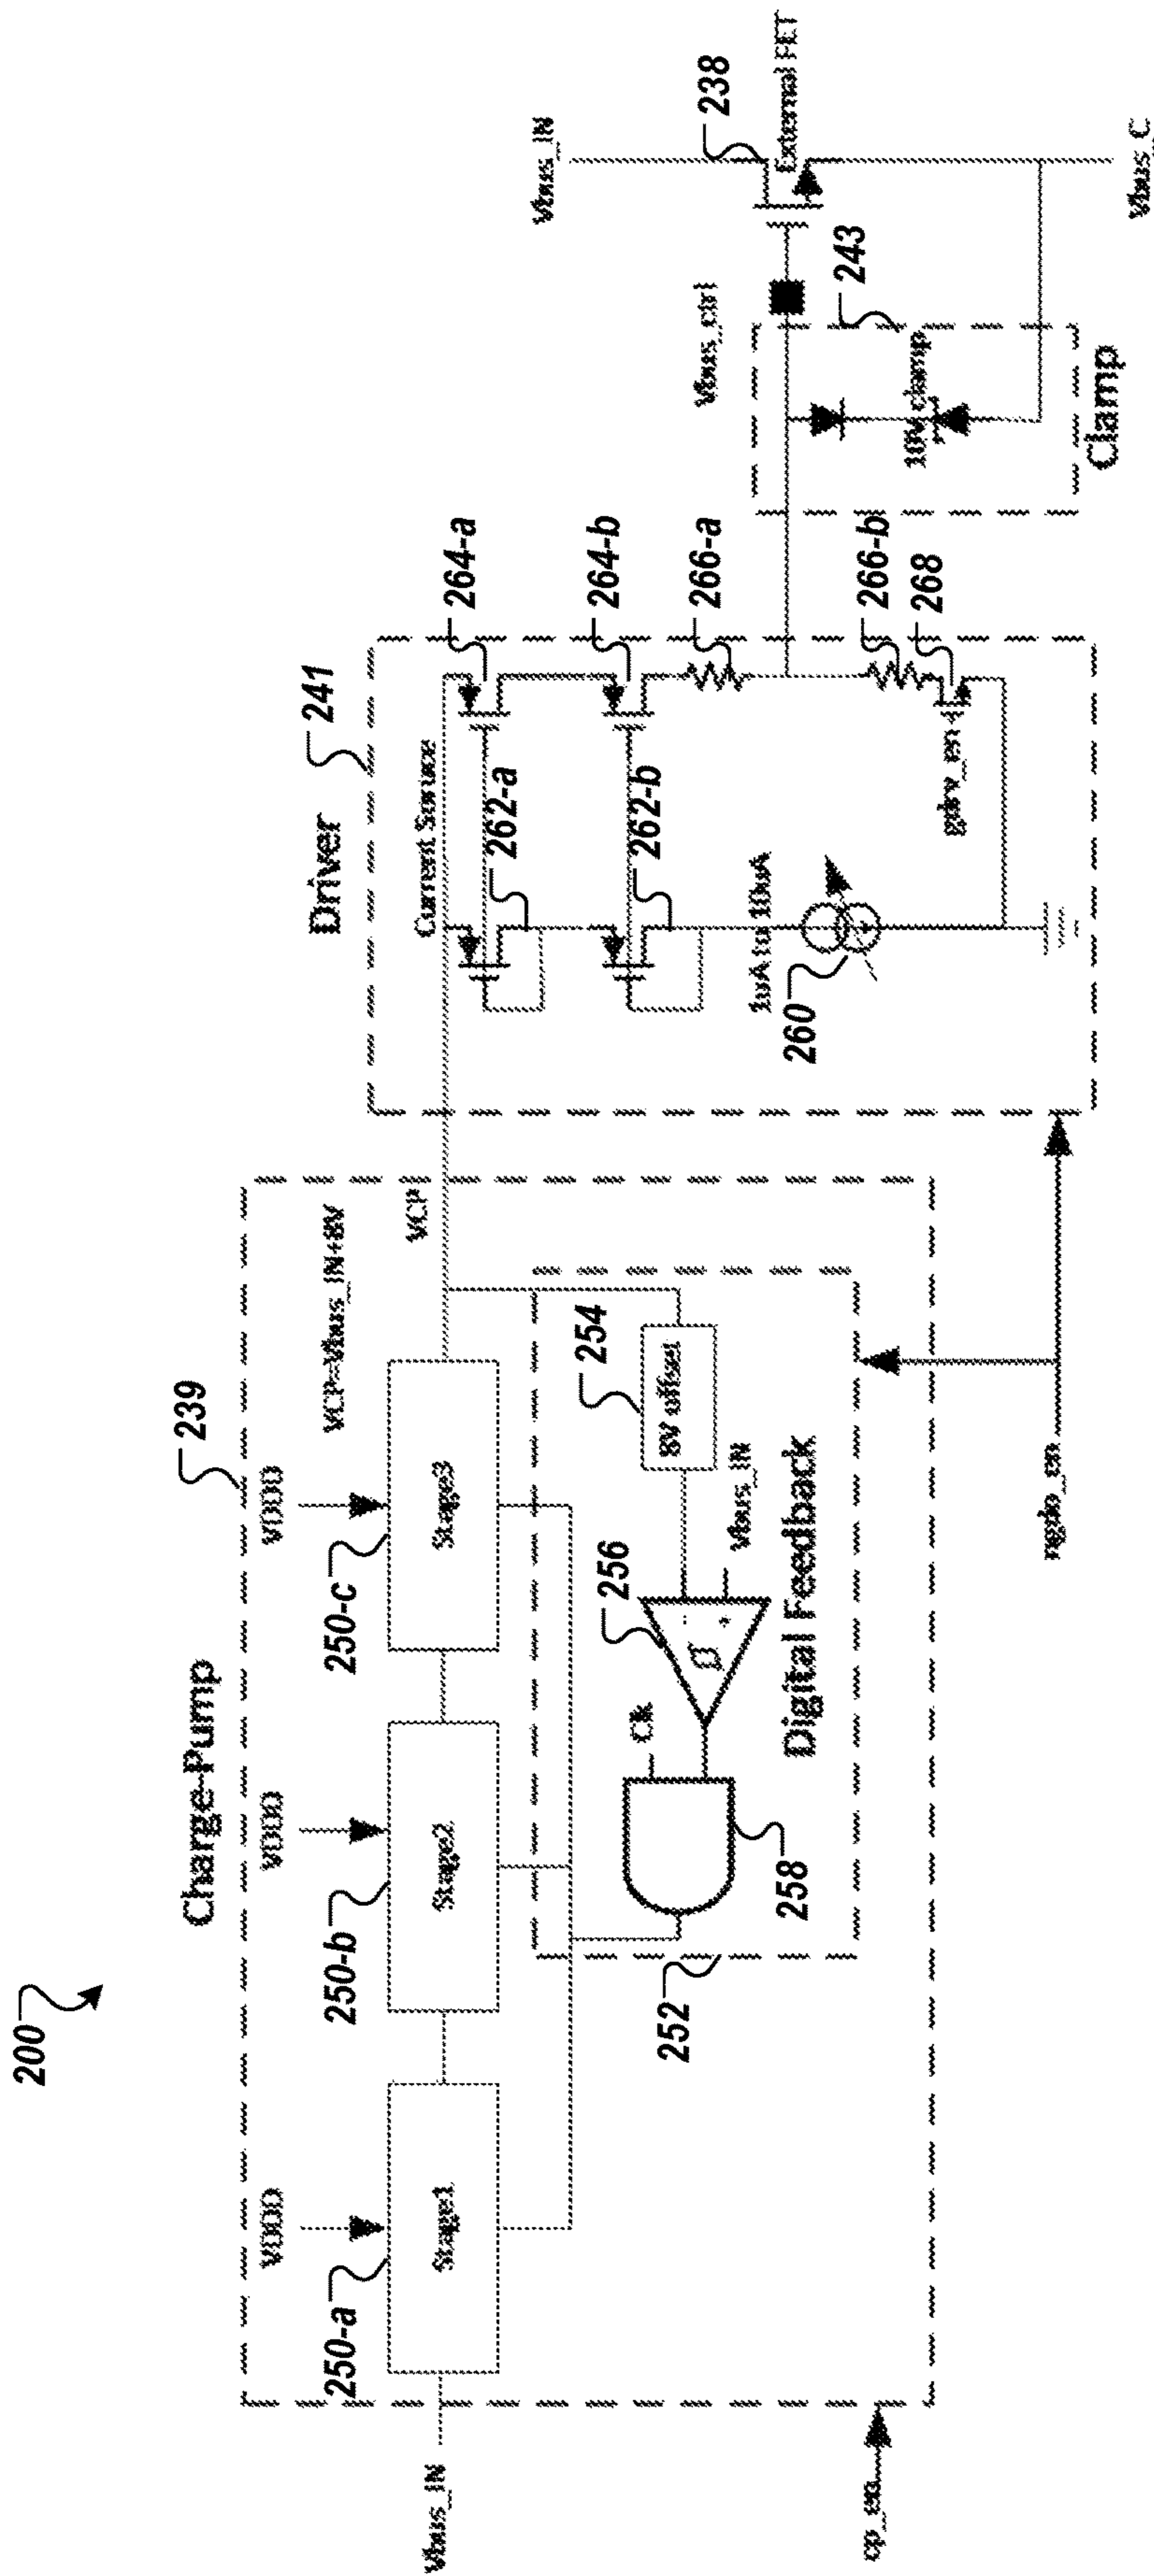 200
Charge-Pump
239
VDDD
VDDD
VDDD
VCP=Vbus_IN+8V
250-a
250-b
250-c
Stage1
Stage2
Stage3
Vbus_IN
VCP
254
8V offset
Vbus_IN
256
-
+
Clk
258
252
Digital Feedback
cp_en
ngdo_en
Driver
241
Current Soruce
264-a
262-a
264-b
262-b
266-a
1uA to 10uA
260
266-b
268
gdrv_en
Vbus_IN
238
External FET
Vbus_ctrl
243
10V clamp
Clamp
Vbus_C